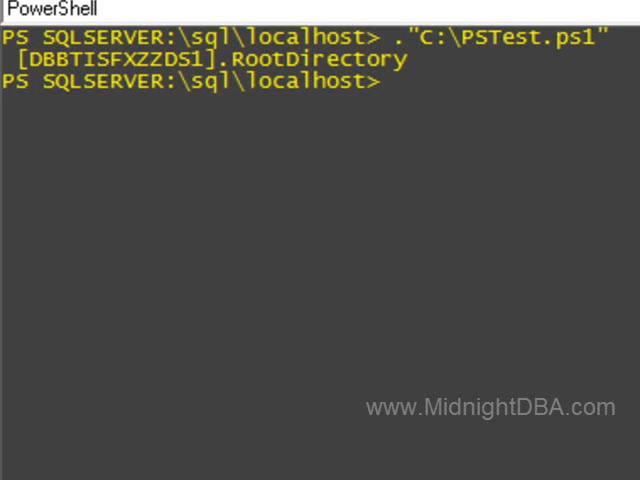 PowerShell
PS SQLSERVER:\sql\localhost> ."C:\PSTest.ps1"
[DBBTISFXZZDS1].RootDirectory
PS SQLSERVER:\sql\localhost>
www.MidnightDBA.com